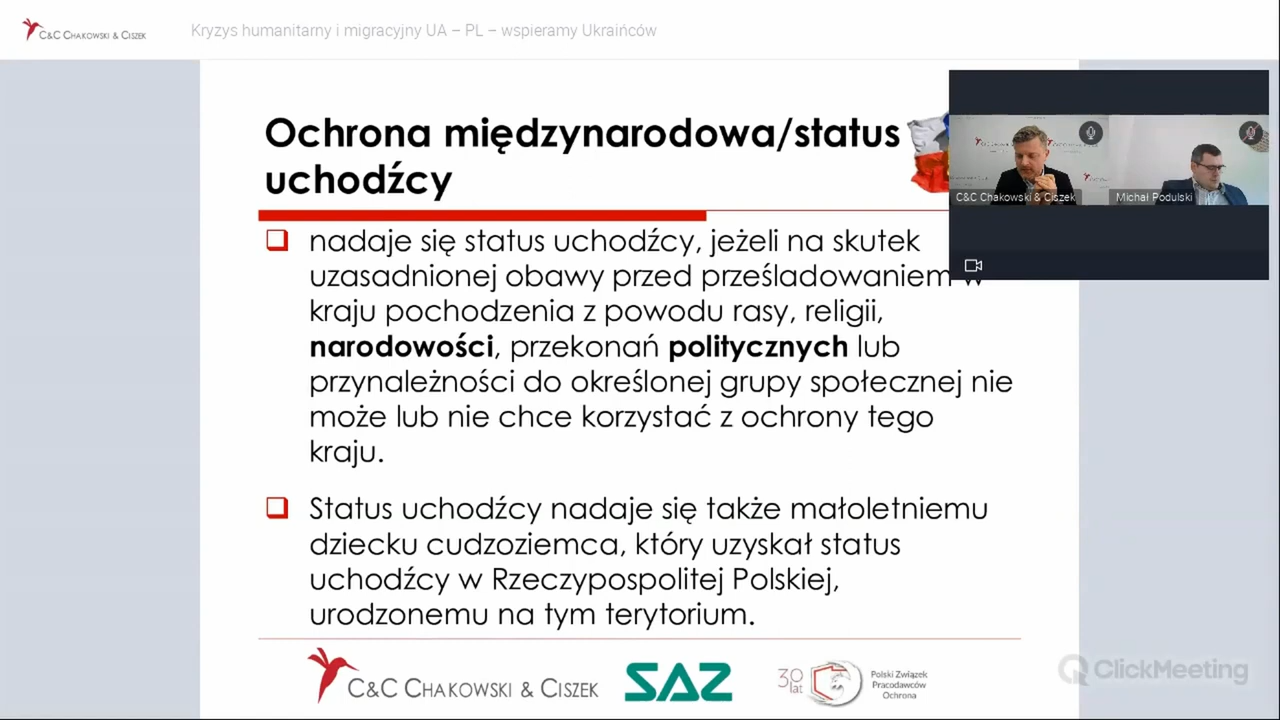 C&C CHAKOWSKI & CISZEK
Kryzys humanitarny i migracyjny UA – PL – wspieramy Ukraińców
Ochrona międzynarodowa/status
uchodźcy
C&C Chakowski & Ciszek
Michał Podulski
nadaje się status uchodźcy, jeżeli na skutek
uzasadnionej obawy przed prześladowaniem w
kraju pochodzenia z powodu rasy, religii,
narodowości, przekonań politycznych lub
przynależności do określonej grupy społecznej nie
może lub nie chce korzystać z ochrony tego
kraju.
Status uchodźcy nadaje się także małoletniemu
dziecku cudzoziemca, który uzyskał status
uchodźcy w Rzeczypospolitej Polskiej,
urodzonemu na tym terytorium.
C&C CHAKOWSKI & CISZEK
SAZ
30
lat
Polski Związek
Pracodawców
Ochrona
ClickMeeting